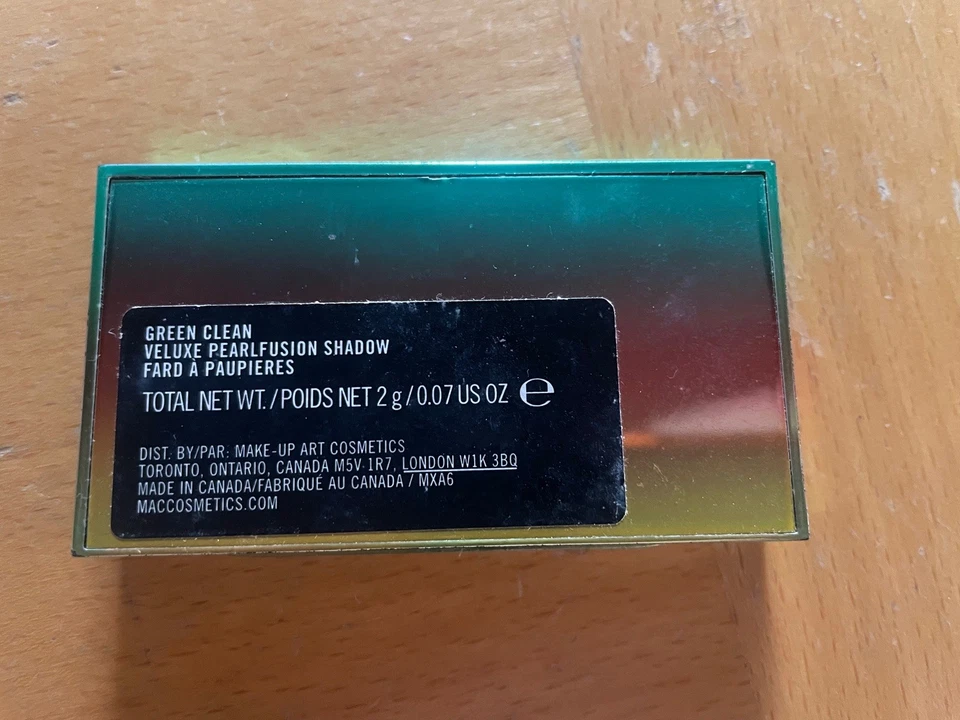 GREEN CLEAN
VELUXE PEARLFUSION SHADOW
FARD À PAUPIERES
TOTAL NET WT./POIDS NET 2 g/0.07 US OZ ℮
DIST. BY/PAR: MAKE-UP ART COSMETICS
TORONTO, ONTARIO, CANADA M5V 1R7, LONDON W1K 3BQ
MADE IN CANADA/FABRIQUÉ AU CANADA / MXA6
MACCOSMETICS.COM